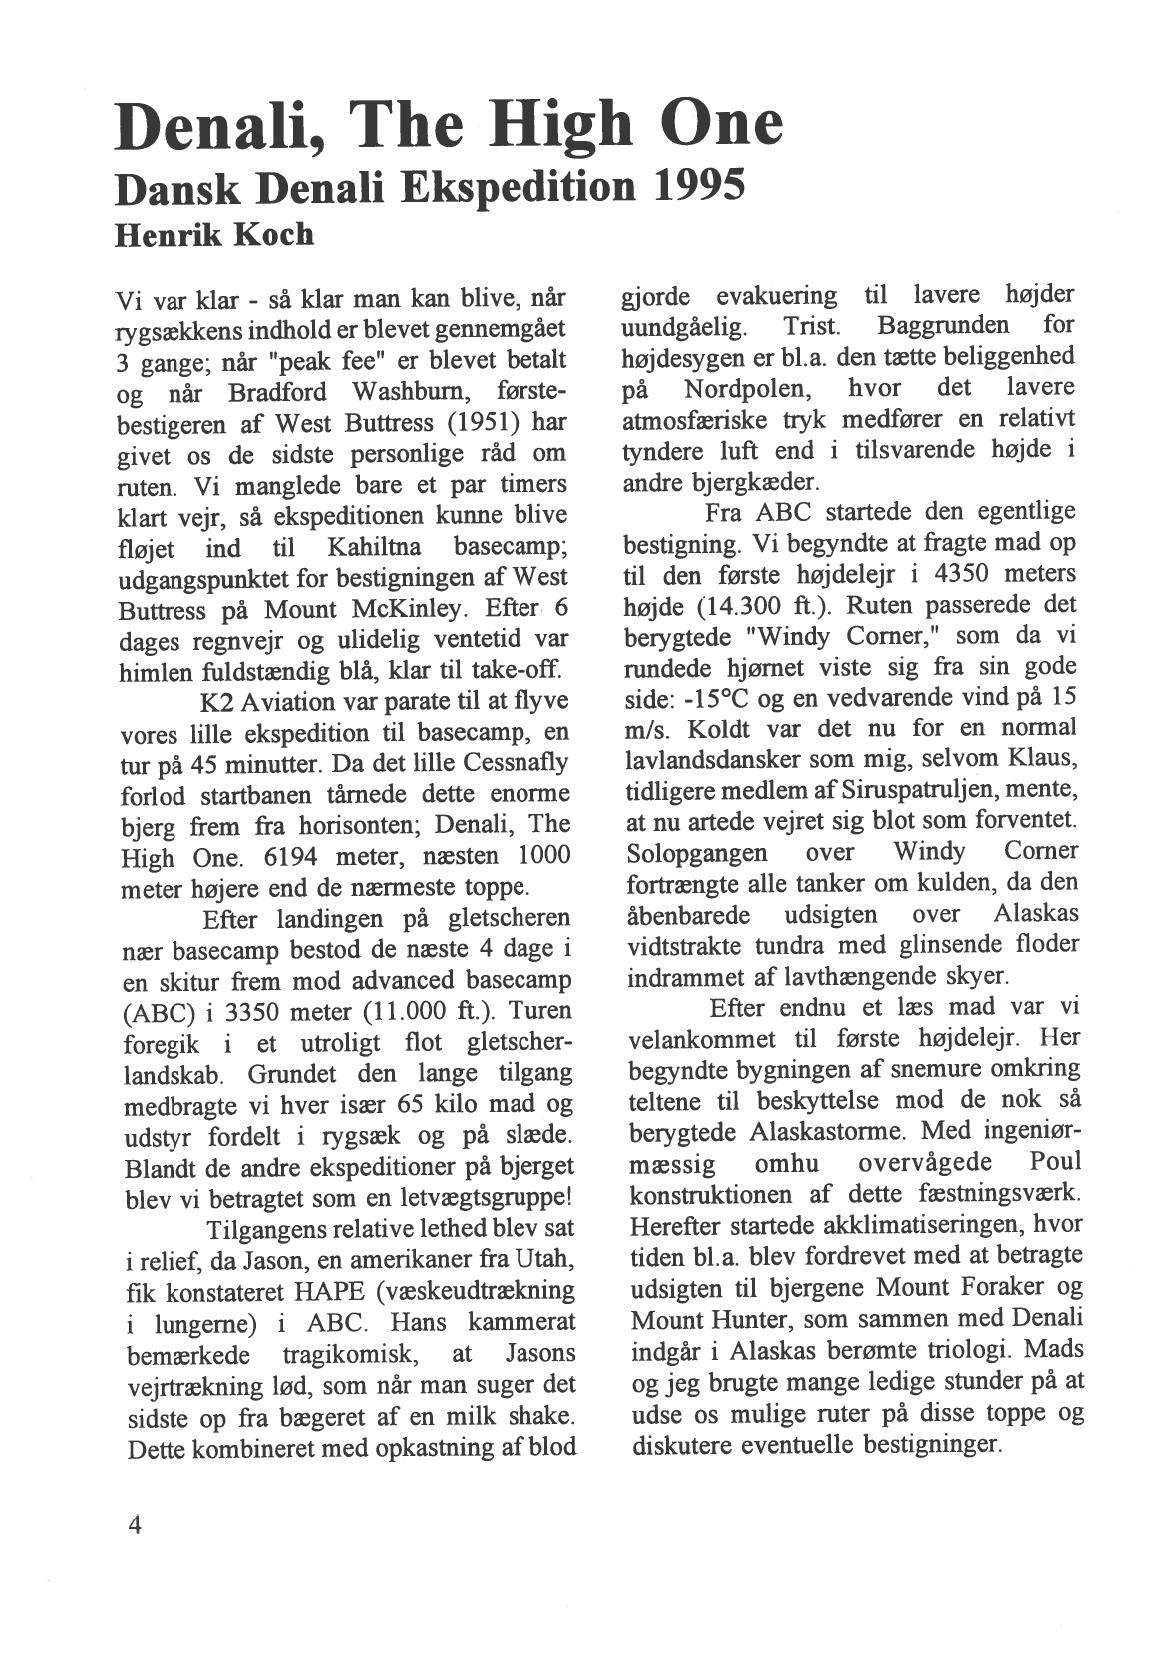 Denali, The High One
Dansk Denali Ekspedition 1995
Henrik Koch
Vi var klar - så klar man kan blive, når
rygsækkens indhold er blevet gennemgået
3 gange; når "peak fee" er blevet betalt
og når Bradford Washburn, første-
bestigeren af West Buttress (1951) har
givet os de sidste personlige råd om
ruten. Vi manglede bare et par timers
klart vejr, så ekspeditionen kunne blive
fløjet ind til Kahiltna basecamp;
udgangspunktet for bestigningen af West
Buttress på Mount McKinley. Efter 6
dages regnvejr og ulidelig ventetid var
himlen fuldstændig blå, klar til take-off.
K2 Aviation var parate til at flyve
vores lille ekspedition til basecamp, en
tur på 45 minutter. Da det lille Cessnafly
forlod startbanen tårnede dette enorme
bjerg frem fra horisonten; Denali, The
High One. 6194 meter, næsten 1000
meter højere end de nærmeste toppe.
Efter landingen på gletscheren
nær basecamp bestod de næste 4 dage i
en skitur frem mod advanced basecamp
(ABC) i 3350 meter (11.000 ft.). Turen
foregik i et utroligt flot gletscher-
landskab. Grundet den lange tilgang
medbragte vi hver især 65 kilo mad og
udstyr fordelt i rygsæk og på slæde.
Blandt de andre ekspeditioner på bjerget
blev vi betragtet som en letvægtsgruppe!
Tilgangens relative lethed blev sat
i relief, da Jason, en amerikaner fra Utah,
fik konstateret HAPE (væskeudtrækning
i lungerne) i ABC. Hans kammerat
bemærkede tragikomisk, at Jasons
vejrtrækning lød, som når man suger det
sidste op fra bægeret af en milk shake.
Dette kombineret med opkastning af blod
gjorde evakuering til lavere højder
uundgåelig. Trist. Baggrunden for
højdesygen er bl.a. den tætte beliggenhed
på Nordpolen, hvor det lavere
atmosfæriske tryk medfører en relativt
tyndere luft end i tilsvarende højde i
andre bjergkæder.
Fra ABC startede den egentlige
bestigning. Vi begyndte at fragte mad op
til den første højdelejr i 4350 meters
højde (14.300 ft.). Ruten passerede det
berygtede "Windy Corner," som da vi
rundede hjørnet viste sig fra sin gode
side: -15°C og en vedvarende vind på 15
m/s. Koldt var det nu for en normal
lavlandsdansker som mig, selvom Klaus,
tidligere medlem af Siruspatruljen, mente,
at nu artede vejret sig blot som forventet.
Solopgangen over Windy Corner
fortrængte alle tanker om kulden, da den
åbenbarede udsigten over Alaskas
vidtstrakte tundra med glinsende floder
indrammet af lavthængende skyer.
Efter endnu et læs mad var vi
velankommet til første højdelejr. Her
begyndte bygningen af snemure omkring
teltene til beskyttelse mod de nok så
berygtede Alaskastorme. Med ingeniør-
mæssig omhu overvågede Poul
konstruktionen af dette fæstningsværk.
Herefter startede akklimatiseringen, hvor
tiden bl.a. blev fordrevet med at betragte
udsigten til bjergene Mount Foraker og
Mount Hunter, som sammen med Denali
indgår i Alaskas berømte triologi. Mads
og jeg brugte mange ledige stunder på at
udse os mulige ruter på disse toppe og
diskutere eventuelle bestigninger.
4